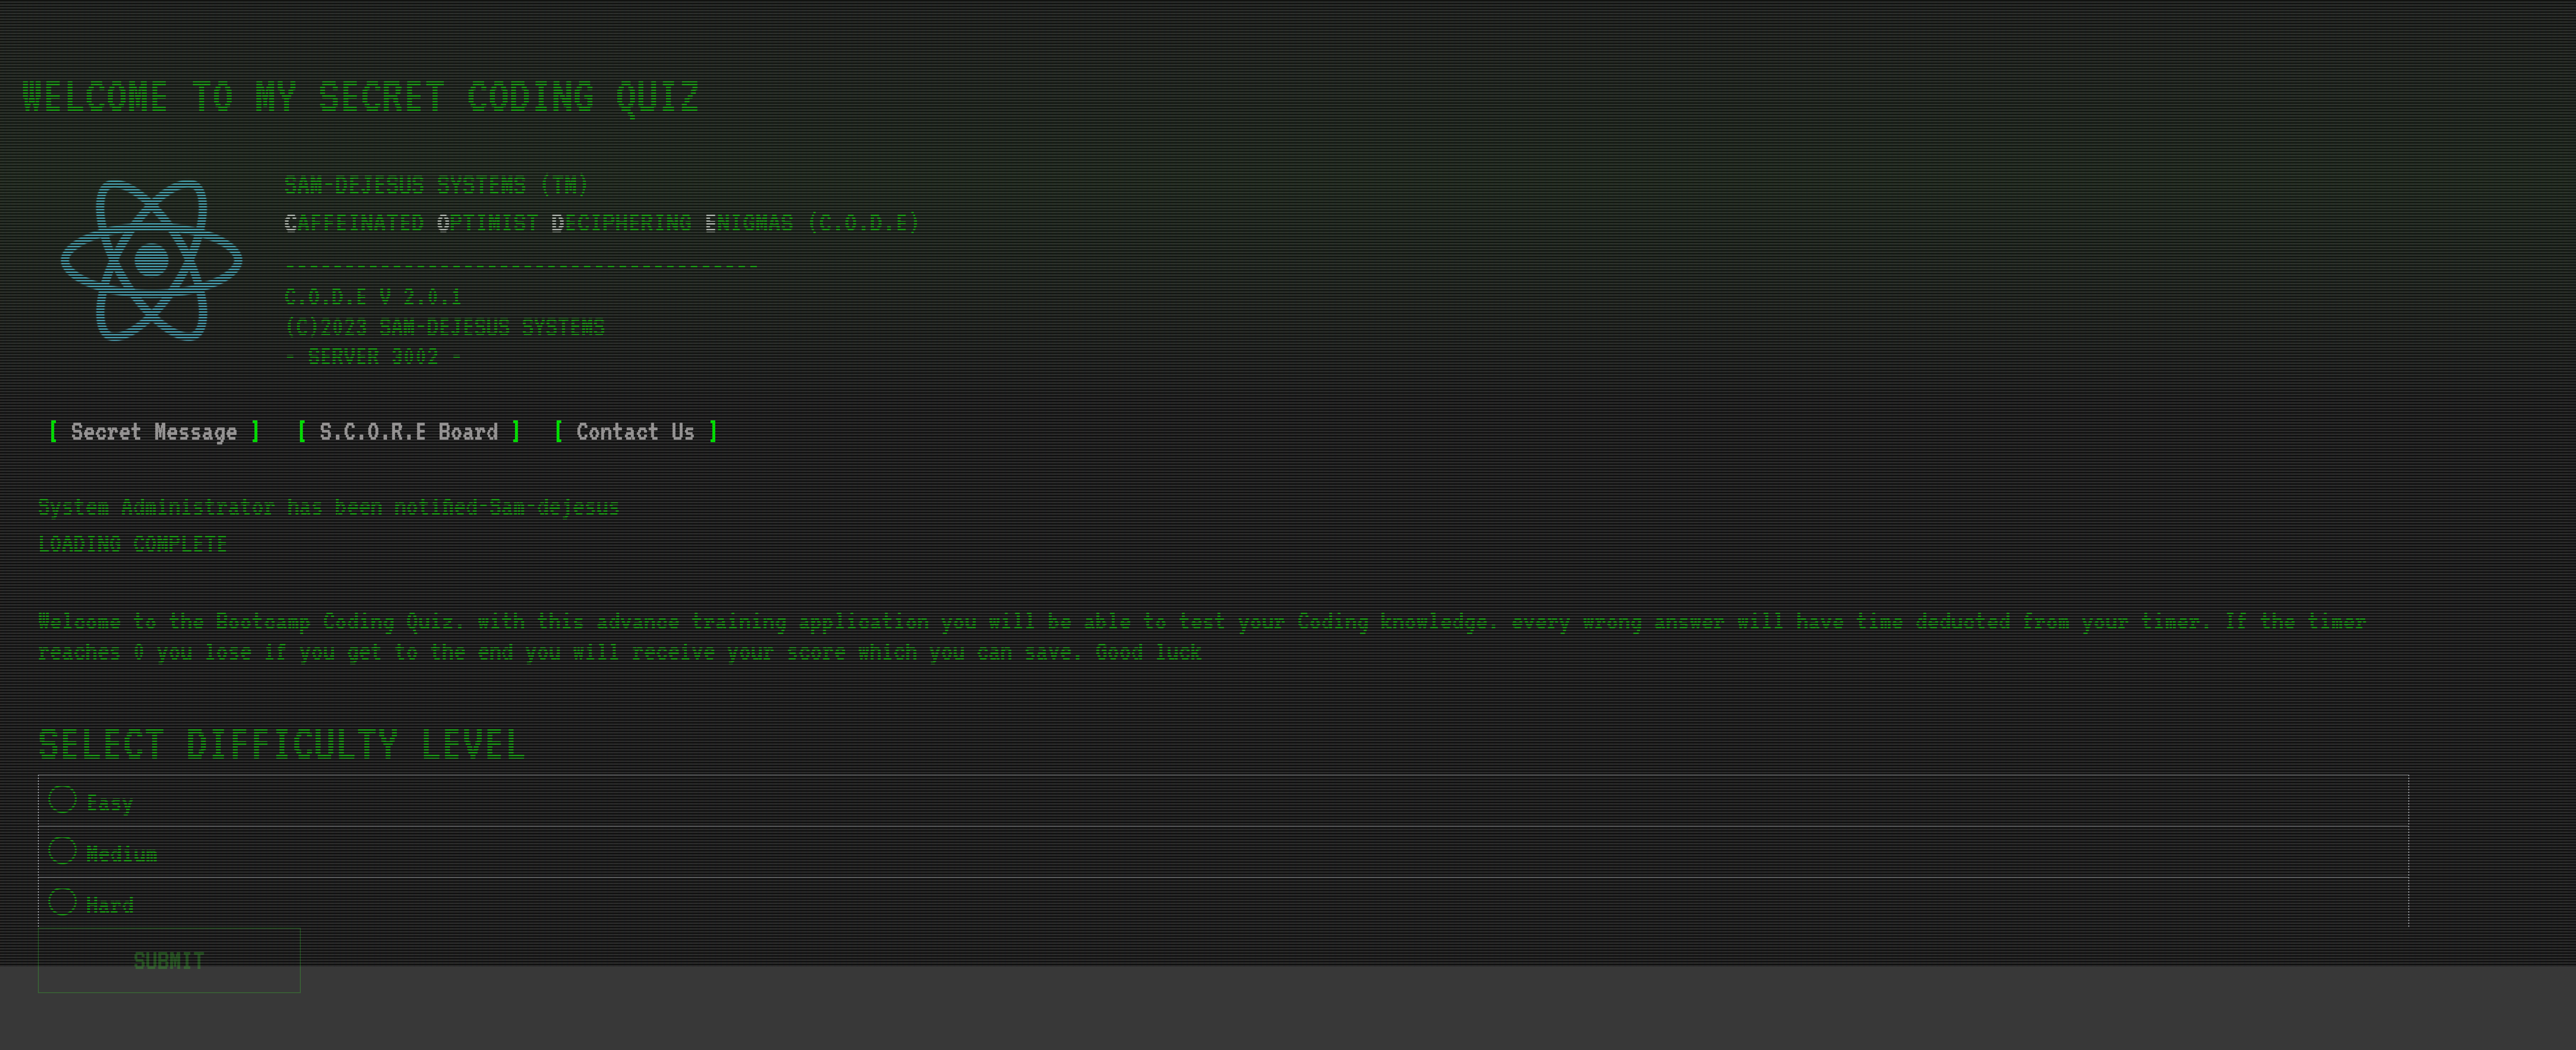 WELCOME TO MY SECRET CODING QUIZ
SAM-DEJESUS SYSTEMS (TM)
CAFFEINATED OPTIMIST DECIPHERING ENIGMAS (C.O.D.E)
----------------------------------------
C.O.D.E V 2.0.1
(C)2023 SAM-DEJESUS SYSTEMS
- SERVER 3002 -
[ Secret Message ] [ S.C.O.R.E Board ] [ Contact Us ]
System Administrator has been notified-Sam-dejesus
LOADING COMPLETE
Welcome to the Bootcamp Coding Quiz. with this advance training application you will be able to test your Coding knowledge. every wrong answer will have time deducted from your timer. If the timer
reaches 0 you lose if you get to the end you will receive your score which you can save. Good luck
SELECT DIFFICULTY LEVEL
Easy
Medium
Hard
SUBMIT